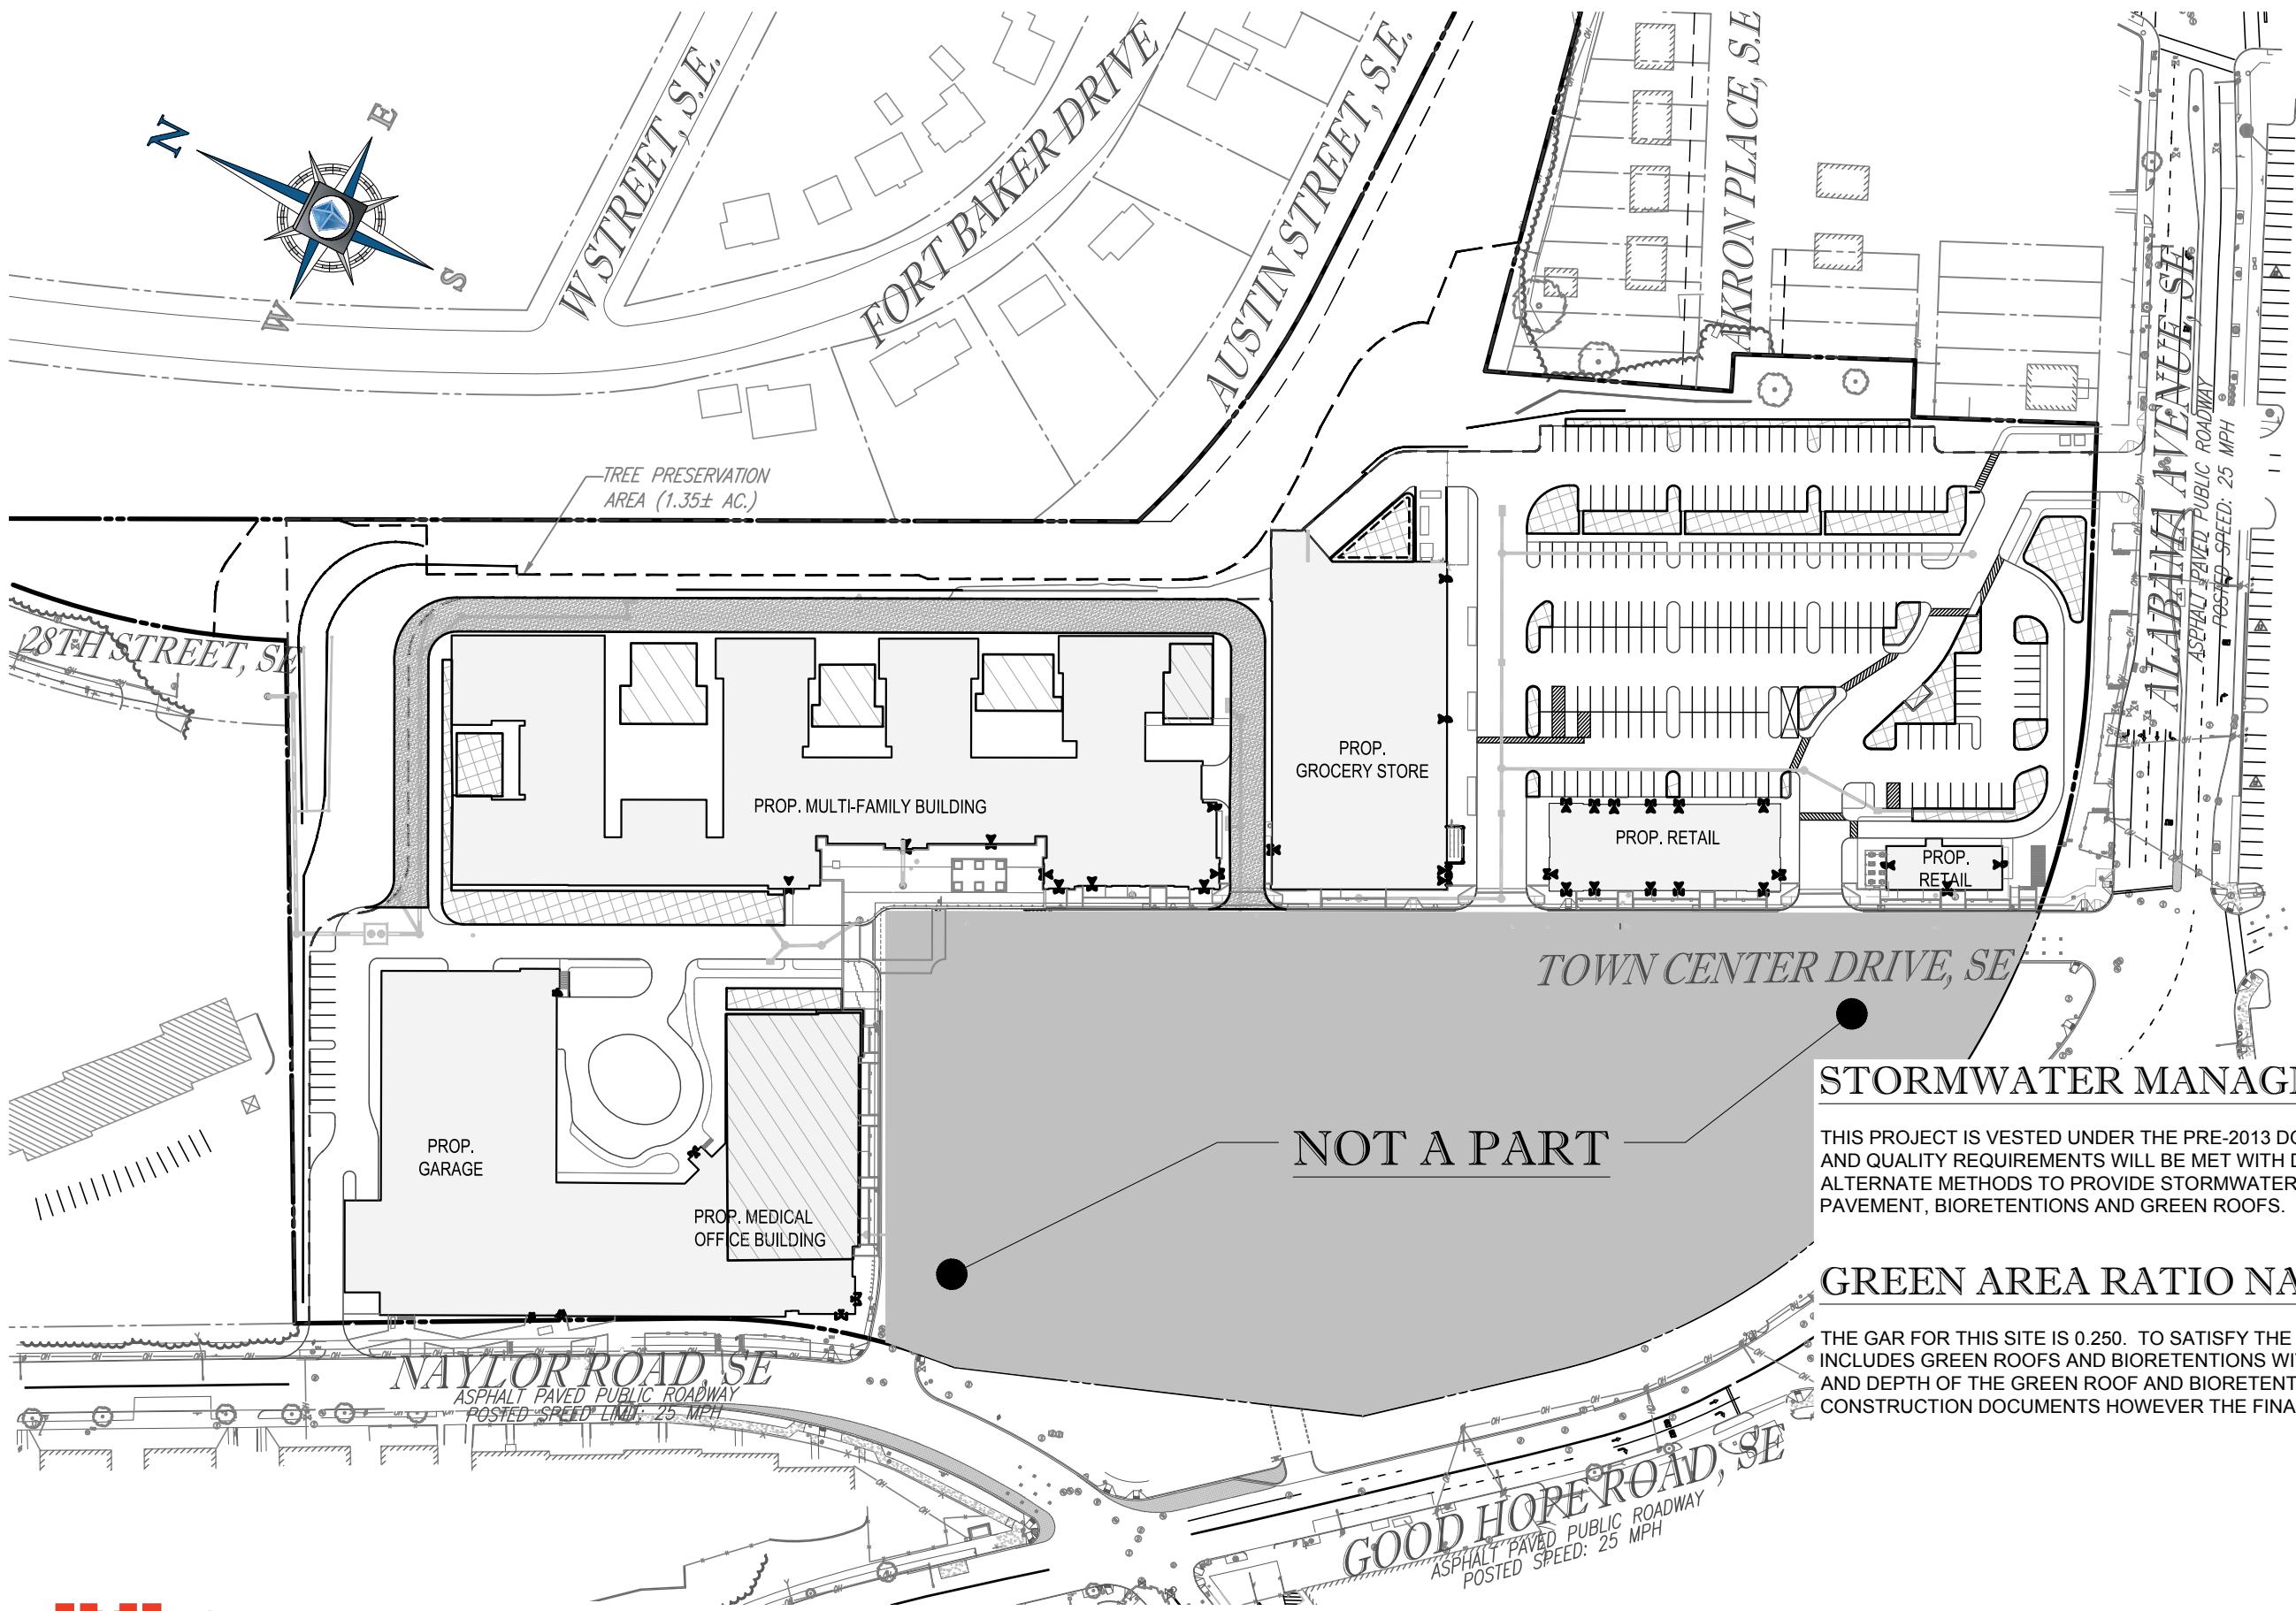 N
E
S
W
W STREET, S.E.
FORT BAKER DRIVE
AUSTIN STREET, S.E.
AKRON PLACE, S.E
ALABAMA AVENUE, SE
ASPHALT PAVED PUBLIC ROADWAY
POSTED SPEED: 25 MPH
TREE PRESERVATION
AREA (1.35± AC.)
28TH STREET, SE
PROP.
GROCERY STORE
PROP. MULTI-FAMILY BUILDING
PROP. RETAIL
PROP.
RETAIL
TOWN CENTER DRIVE, SE
NOT A PART
PROP.
GARAGE
PROP. MEDICAL
OFFICE BUILDING
STORMWATER MANAG
THIS PROJECT IS VESTED UNDER THE PRE-2013 DO
AND QUALITY REQUIREMENTS WILL BE MET WITH
ALTERNATE METHODS TO PROVIDE STORMWATER
PAVEMENT, BIORETENTIONS AND GREEN ROOFS.
GREEN AREA RATIO NA
THE GAR FOR THIS SITE IS 0.250. TO SATISFY THE
INCLUDES GREEN ROOFS AND BIORETENTIONS WI
AND DEPTH OF THE GREEN ROOF AND BIORETENT
CONSTRUCTION DOCUMENTS HOWEVER THE FINA
NAYLOR ROAD, SE
ASPHALT PAVED PUBLIC ROADWAY
POSTED SPEED LIMIT: 25 MPH
GOOD HOPE ROAD, SE
ASPHALT PAVED PUBLIC ROADWAY
POSTED SPEED: 25 MPH